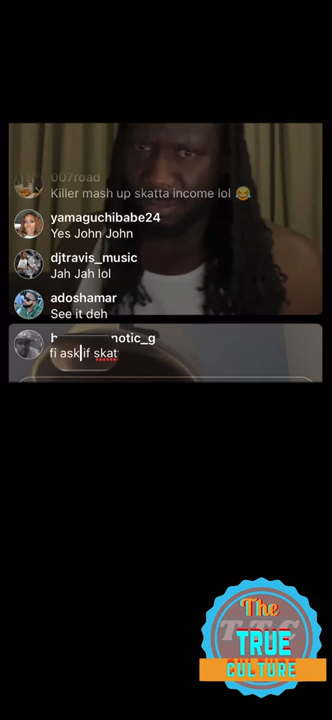 007road
Killer mash up skatta income lol 😂
yamaguchibabe24
Yes John John
djtravis_music
Jah Jah lol
adoshamar
See it deh
notic_g
fi ask if skat
The
T.T.C
TRUE
CULTURE